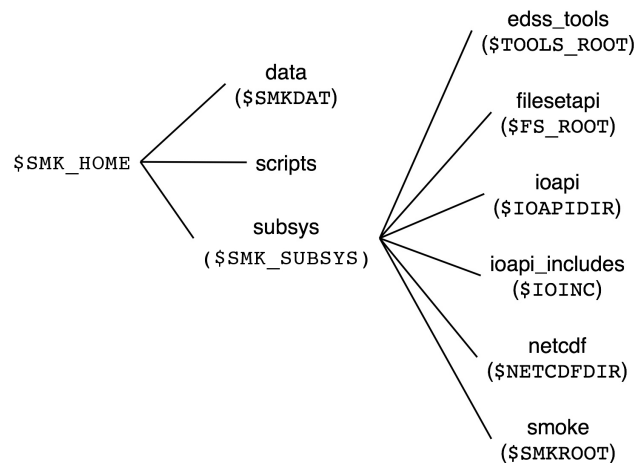 $SMK_HOME
data
($SMKDAT)
scripts
subsys
($SMK_SUBSYS)
edss_tools
($TOOLS_ROOT)
filesetapi
($FS_ROOT)
ioapi
($IOAPIDIR)
ioapi_includes
($IOINC)
netcdf
($NETCDFDIR)
smoke
($SMKROOT)